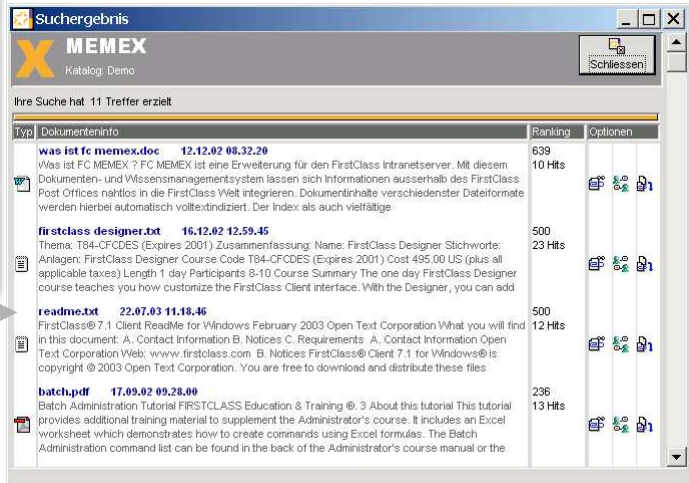 Suchergebnis
MEMEX
Katalog: Demo
Schliessen
Ihre Suche hat 11 Treffer erzielt
Typ Dokumenteninfo Ranking Optionen
was ist fc memex.doc 12.12.02 08.32.20 639
Was ist FC MEMEX ? FC MEMEX ist eine Erweiterung für den FirstClass Intranetserver. Mit diesem 10 Hits
Dokumenten- und Wissensmanagementsystem lassen sich Informationen ausserhalb des FirstClass
Post Offices nahtlos in die FirstClass Welt integrieren. Dokumentinhalte verschiedenster Dateiformate
werden hierbei automatisch volltextindiziert. Der Index als auch vielfältige
firstclass designer.txt 16.12.02 12.59.45 500
Thema: T84-CFCDES (Expires 2001) Zusammenfassung: Name: FirstClass Designer Stichworte: 23 Hits
Anlagen: FirstClass Designer Course Code T84-CFCDES (Expires 2001) Cost 495.00 US (plus all
applicable taxes) Length 1 day Participants 8-10 Course Summary The one day FirstClass Designer
course teaches you how customize the FirstClass Client interface. With the Designer, you can add
readme.txt 22.07.03 11.18.46 500
FirstClass® 7.1 Client ReadMe for Windows February 2003 Open Text Corporation What you will find 12 Hits
in this document: A. Contact Information B. Notices C. Requirements A. Contact Information Open
Text Corporation Web: www.firstclass.com B. Notices FirstClass® Client 7.1 for Windows® is
copyright © 2003 Open Text Corporation. You are free to download and distribute these files
batch.pdf 17.09.02 09.28.00 236
Batch Administration Tutorial FIRSTCLASS Education & Training ®. 3 About this tutorial This tutorial 13 Hits
provides additional training material to supplement the Administrator's course. It includes an Excel
worksheet which demonstrates how to create commands using Excel formulas. The Batch
Administration command list can be found in the back of the Administrator's course manual or the